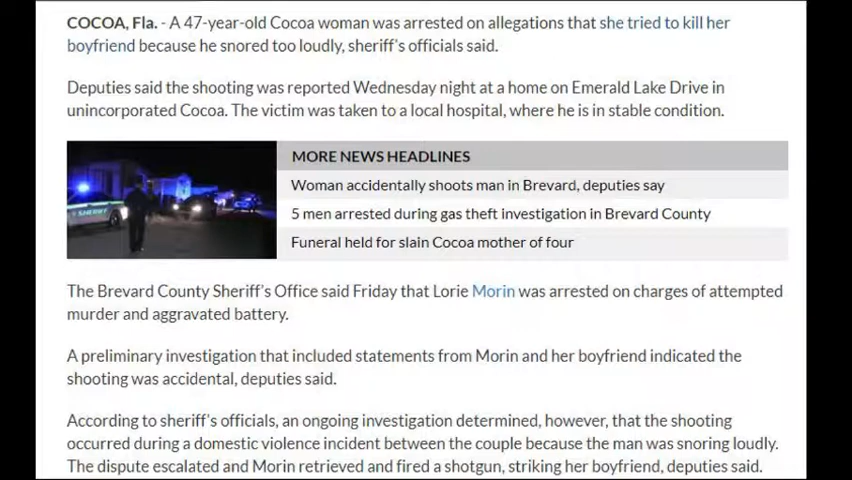 COCOA, Fla. - A 47-year-old Cocoa woman was arrested on allegations that she tried to kill her
boyfriend because he snored too loudly, sheriff's officials said.
Deputies said the shooting was reported Wednesday night at a home on Emerald Lake Drive in
unincorporated Cocoa. The victim was taken to a local hospital, where he is in stable condition.
SHERIFF
MORE NEWS HEADLINES
Woman accidentally shoots man in Brevard, deputies say
5 men arrested during gas theft investigation in Brevard County
Funeral held for slain Cocoa mother of four
The Brevard County Sheriff's Office said Friday that Lorie Morin was arrested on charges of attempted
murder and aggravated battery.
A preliminary investigation that included statements from Morin and her boyfriend indicated the
shooting was accidental, deputies said.
According to sheriff's officials, an ongoing investigation determined, however, that the shooting
occurred during a domestic violence incident between the couple because the man was snoring loudly.
The dispute escalated and Morin retrieved and fired a shotgun, striking her boyfriend, deputies said.